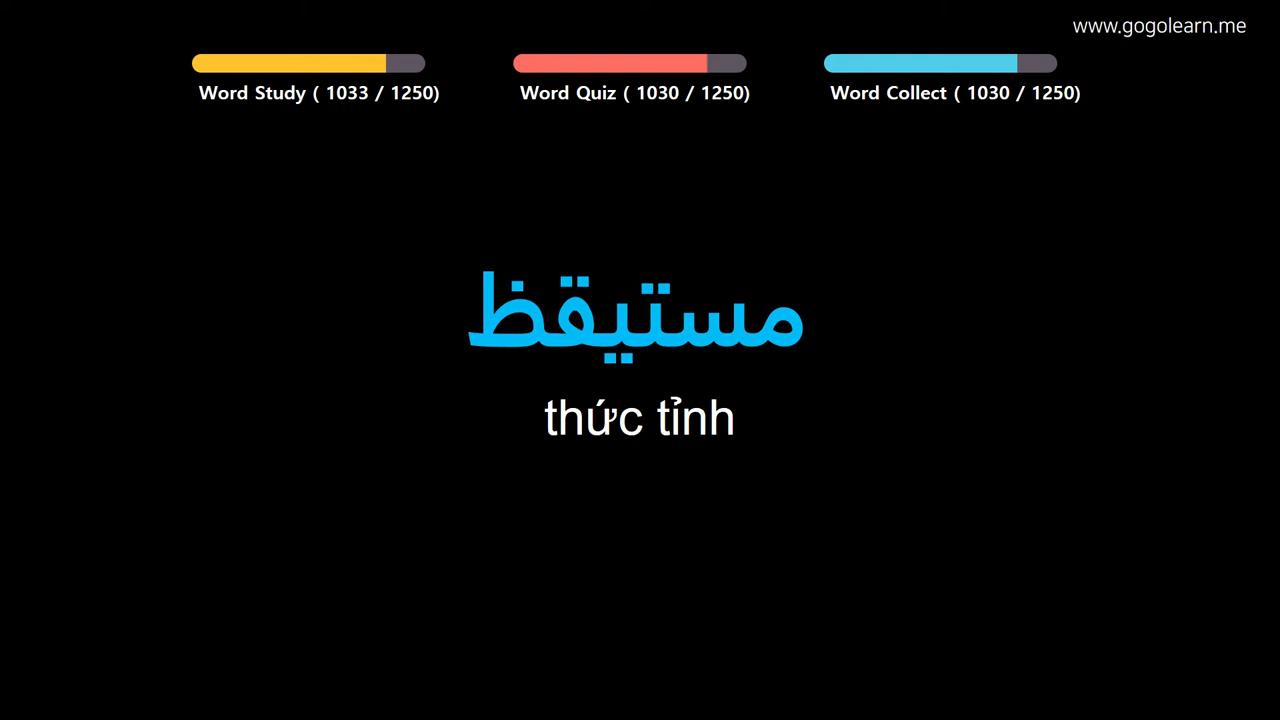 www.gogolearn.me
Word Study ( 1033 / 1250)
Word Quiz ( 1030 / 1250)
Word Collect ( 1030 / 1250)
مستيقظ
thức tỉnh